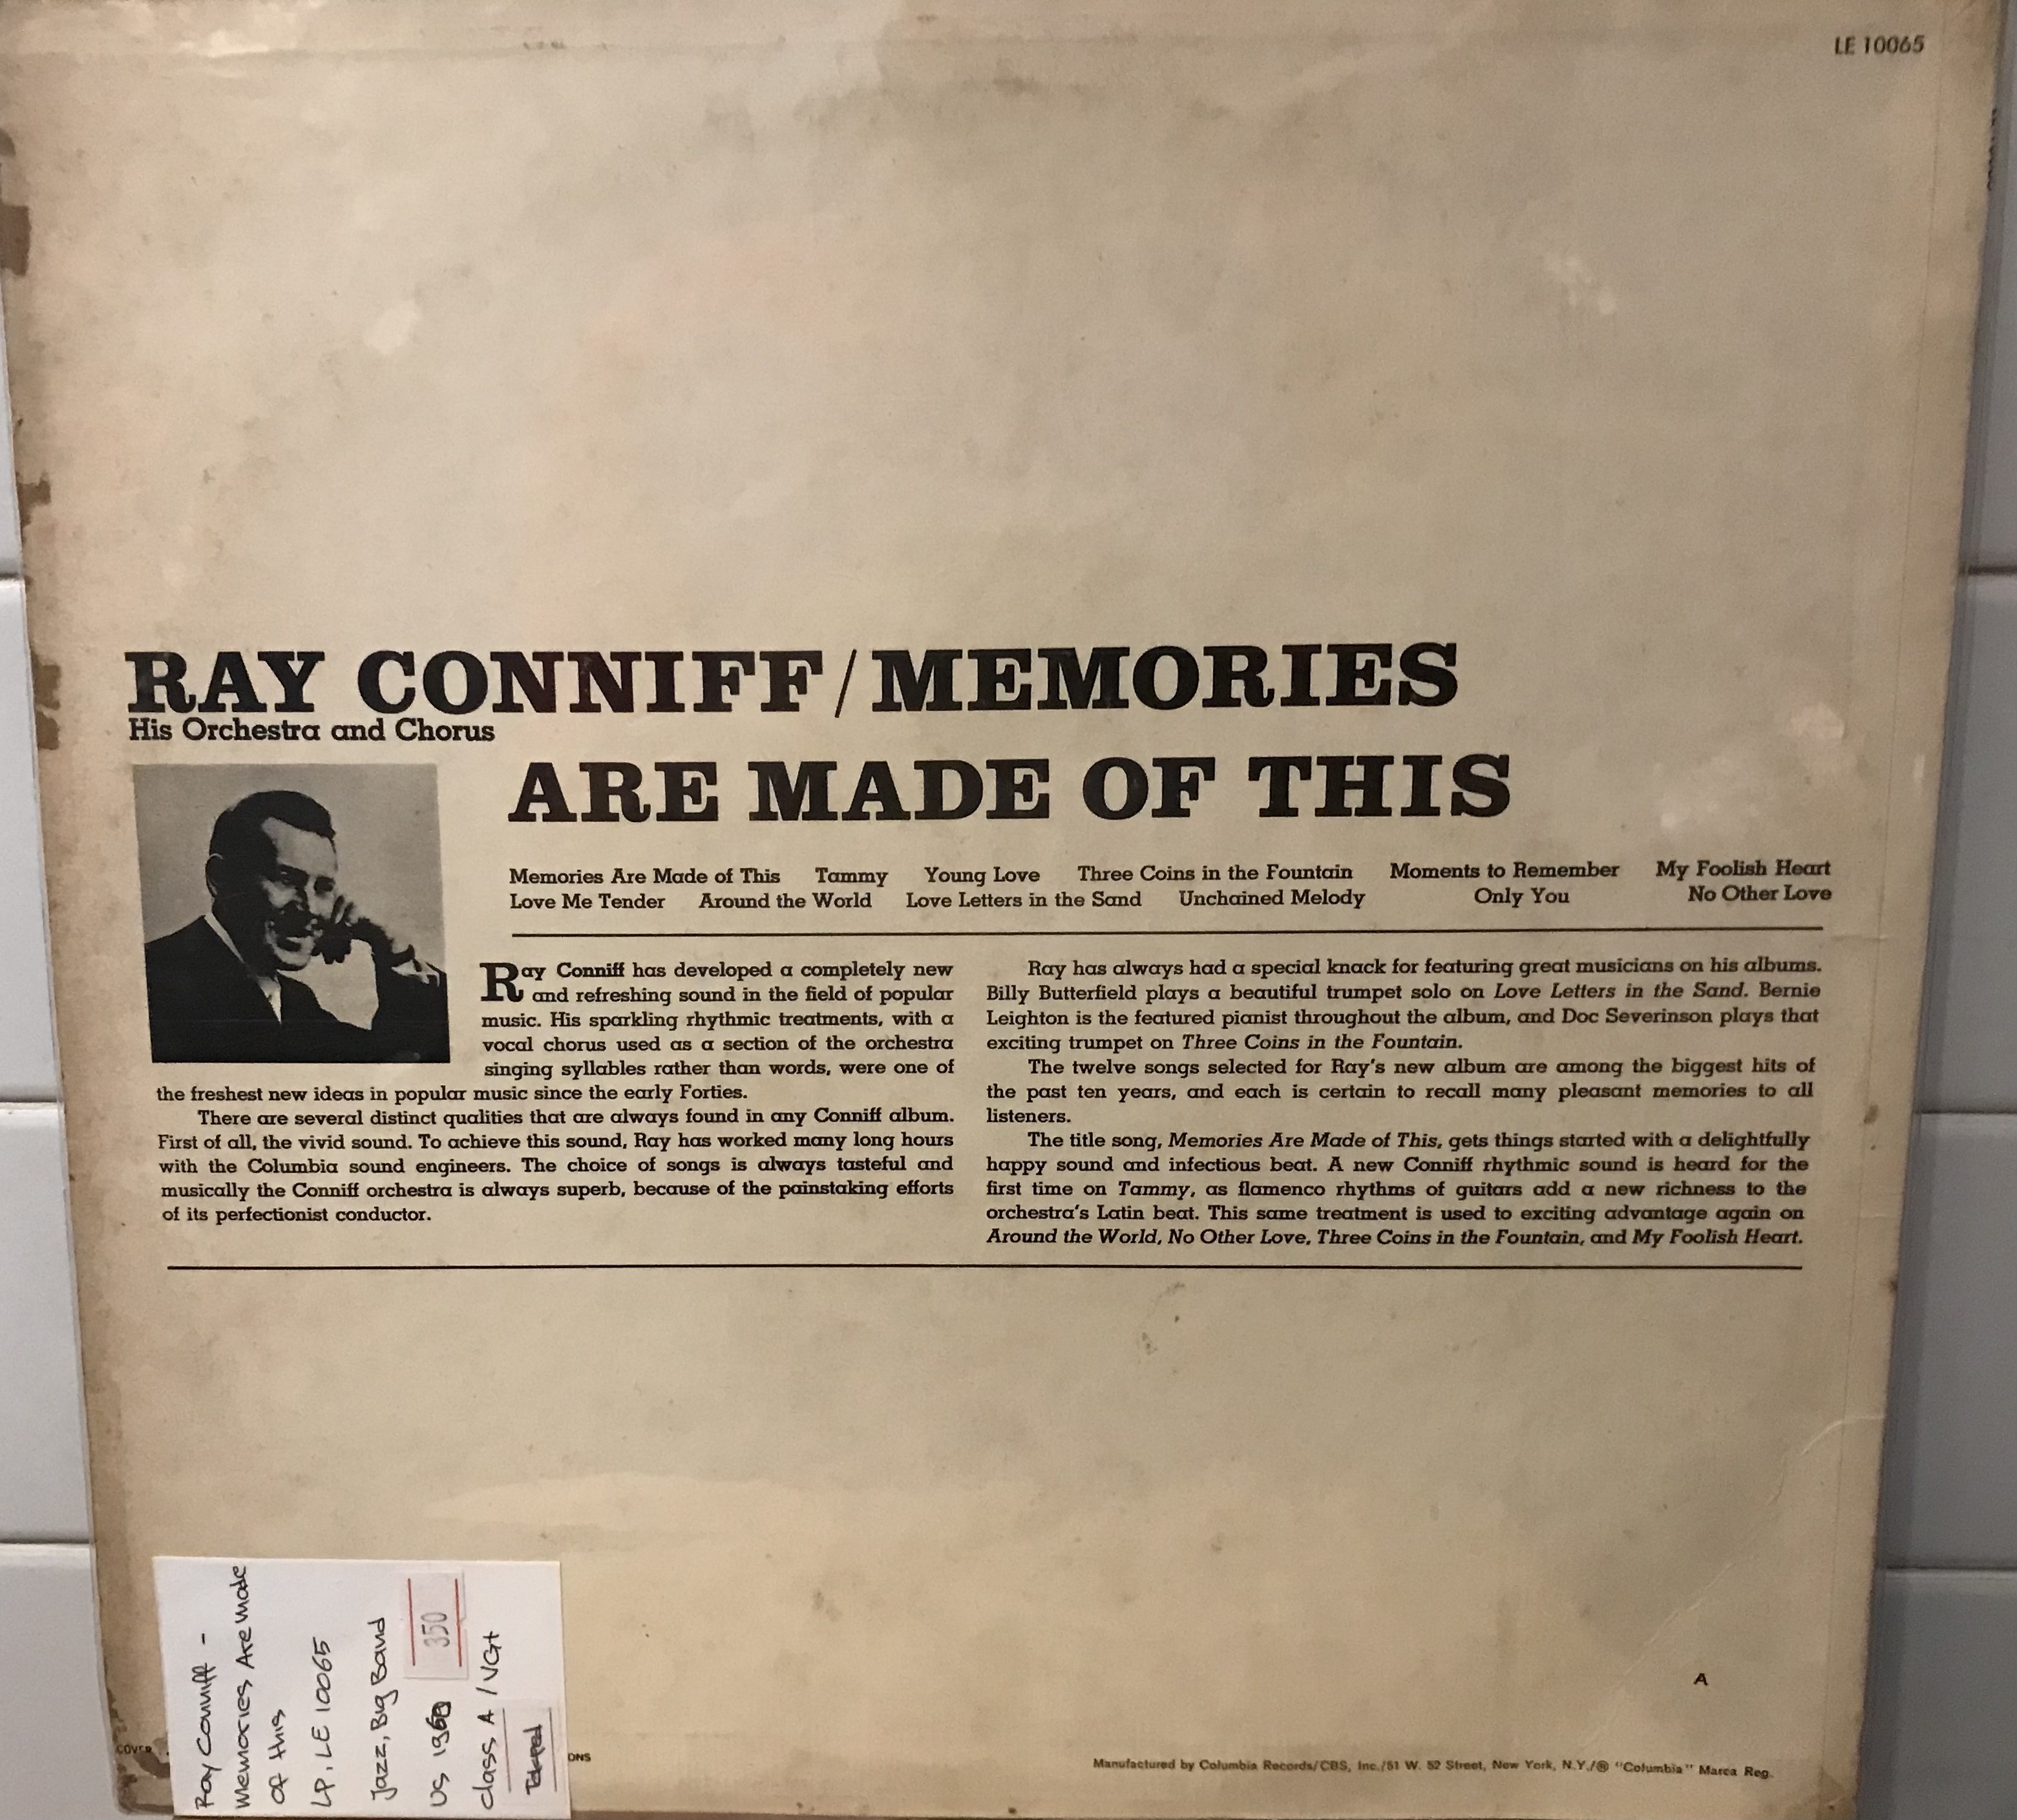 LE 10065
RAY CONNIFF/MEMORIES
His Orchestra and Chorus
ARE MADE OF THIS
Memories Are Made of This Tammy Young Love Three Coins in the Fountain Moments to Remember My Foolish Heart
Love Me Tender Around the World Love Letters in the Sand Unchained Melody Only You No Other Love
Ray Conniff has developed a completely new
and refreshing sound in the field of popular
music. His sparkling rhythmic treatments, with a
vocal chorus used as a section of the orchestra
singing syllables rather than words, were one of
the freshest new ideas in popular music since the early Forties.
There are several distinct qualities that are always found in any Conniff album.
First of all, the vivid sound. To achieve this sound, Ray has worked many long hours
with the Columbia sound engineers. The choice of songs is always tasteful and
musically the Conniff orchestra is always superb, because of the painstaking efforts
of its perfectionist conductor.
Ray has always had a special knack for featuring great musicians on his albums.
Billy Butterfield plays a beautiful trumpet solo on Love Letters in the Sand. Bernie
Leighton is the featured pianist throughout the album, and Doc Severinson plays that
exciting trumpet on Three Coins in the Fountain.
The twelve songs selected for Ray's new album are among the biggest hits of
the past ten years, and each is certain to recall many pleasant memories to all
listeners.
The title song, Memories Are Made of This, gets things started with a delightfully
happy sound and infectious beat. A new Conniff rhythmic sound is heard for the
first time on Tammy, as flamenco rhythms of guitars add a new richness to the
orchestra's Latin beat. This same treatment is used to exciting advantage again on
Around the World, No Other Love, Three Coins in the Fountain, and My Foolish Heart.
Ray Conniff -
Memories Are Made
Of this
LP, LE 10065
Jazz, Big Band
US 1960
350
Class A / VG+
A
COVER
Manufactured by Columbia Records/CBS, Inc./51 W. 52 Street, New York, N.Y./® "Columbia" Marca Reg.